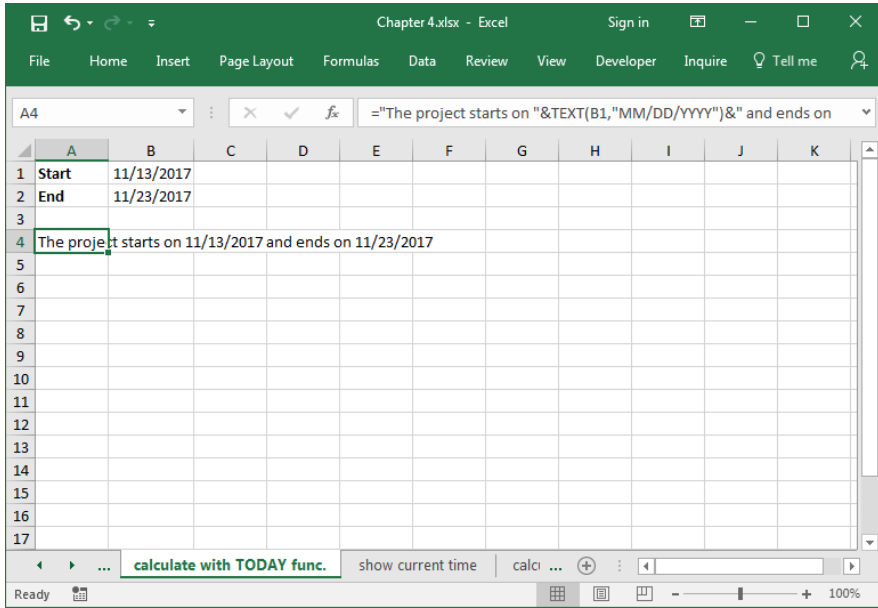 Chapter 4.xlsx - Excel Sign in
File Home Insert Page Layout Formulas Data Review View Developer Inquire Tell me
A4 fx ="The project starts on "&TEXT(B1,"MM/DD/YYYY")&" and ends on
A B C D E F G H I J K
1 Start 11/13/2017
2 End 11/23/2017
3
4 The project starts on 11/13/2017 and ends on 11/23/2017
5
6
7
8
9
10
11
12
13
14
15
16
17
... calculate with TODAY func. show current time calcu ...
Ready 100%